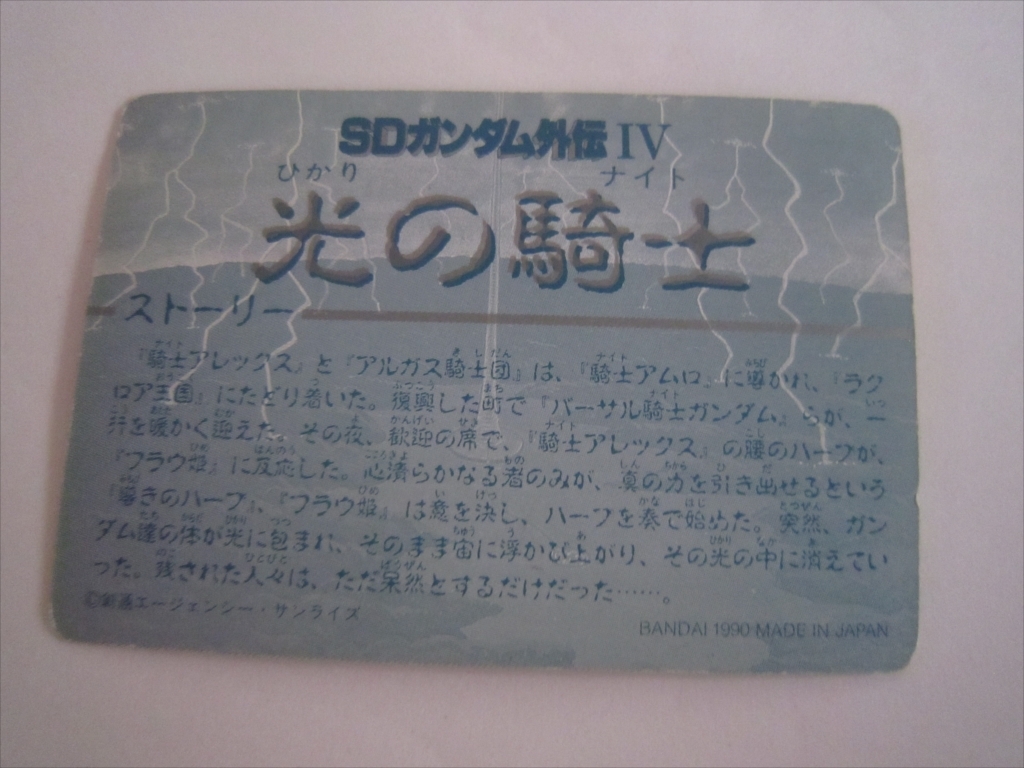 SDガンダム外伝 IV
ひかり ナイト
光の騎士
ストーリー
『騎士アレックス』と『アルガス騎士団』は、『騎士アムロ』に導かれ、『ラク
ロア王国』にたどり着いた。復興した町で『バーサル騎士ガンダム』らが、一
行を暖かく迎えた。その夜、歓迎の席で、『騎士アレックス』の腰のハープが、
『フラウ姫』に反応した。心清らかなる者のみが、真の力を引き出せるという
『導きのハープ』、『フラウ姫』は意を決し、ハープを奏で始めた。突然、ガン
ダム達の体が光に包まれ、そのまま宙に浮かび上がり、その光の中に消えてい
った。残された人々は、ただ呆然とするだけだった……。
©創通エージェンシー・サンライズ
BANDAI 1990 MADE IN JAPAN